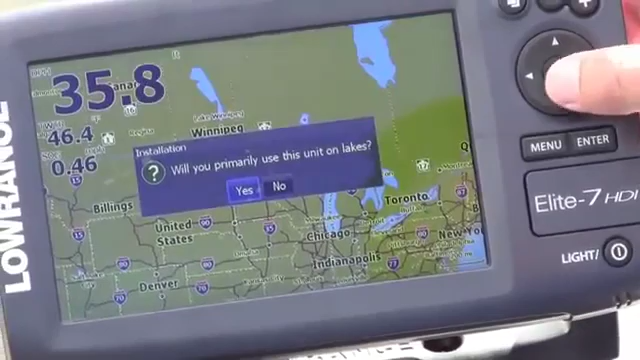 35.8
46.4
0.46
Winnipeg
Installation
Will you primarily use this unit on lakes?
Yes
No
Billings
United
States
Toronto
Chicago
New Yo
Indianapolis
Denver
LOWRANCE
MENU
ENTER
Elite-7 HDI
LIGHT/